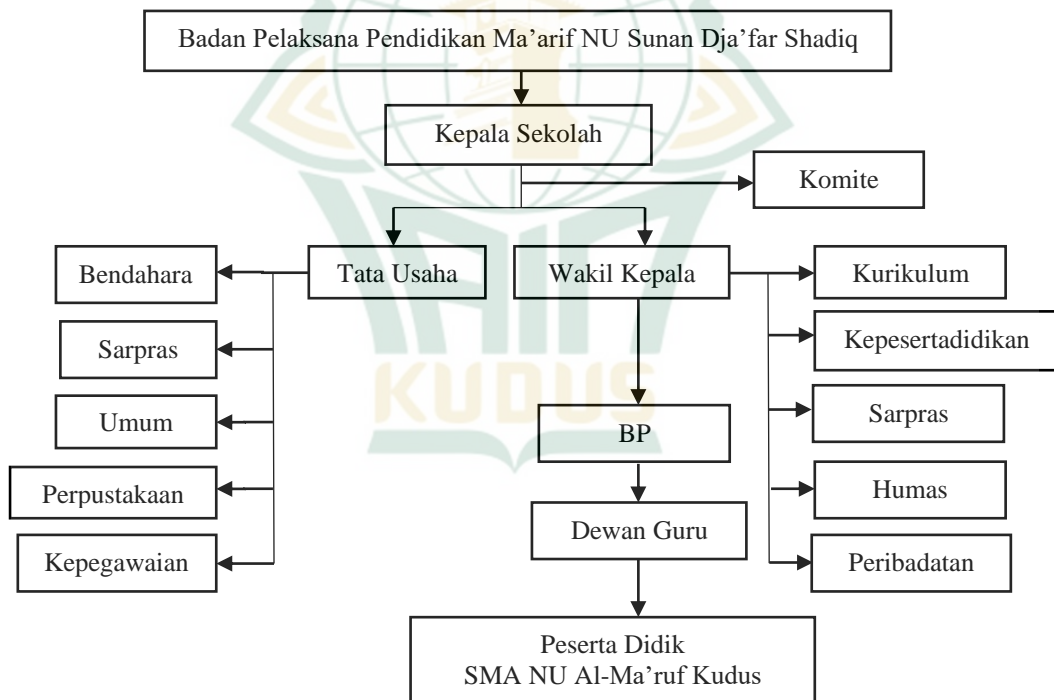 Badan Pelaksana Pendidikan Ma’arif NU Sunan Dja’far Shadiq
Kepala Sekolah
Komite
Tata Usaha
Wakil Kepala
Bendahara
Sarpras
Umum
Perpustakaan
Kepegawaian
Kurikulum
Kepesertadidikan
Sarpras
Humas
Peribadatan
BP
Dewan Guru
Peserta Didik
SMA NU Al-Ma’ruf Kudus
IAIN
KUDUS